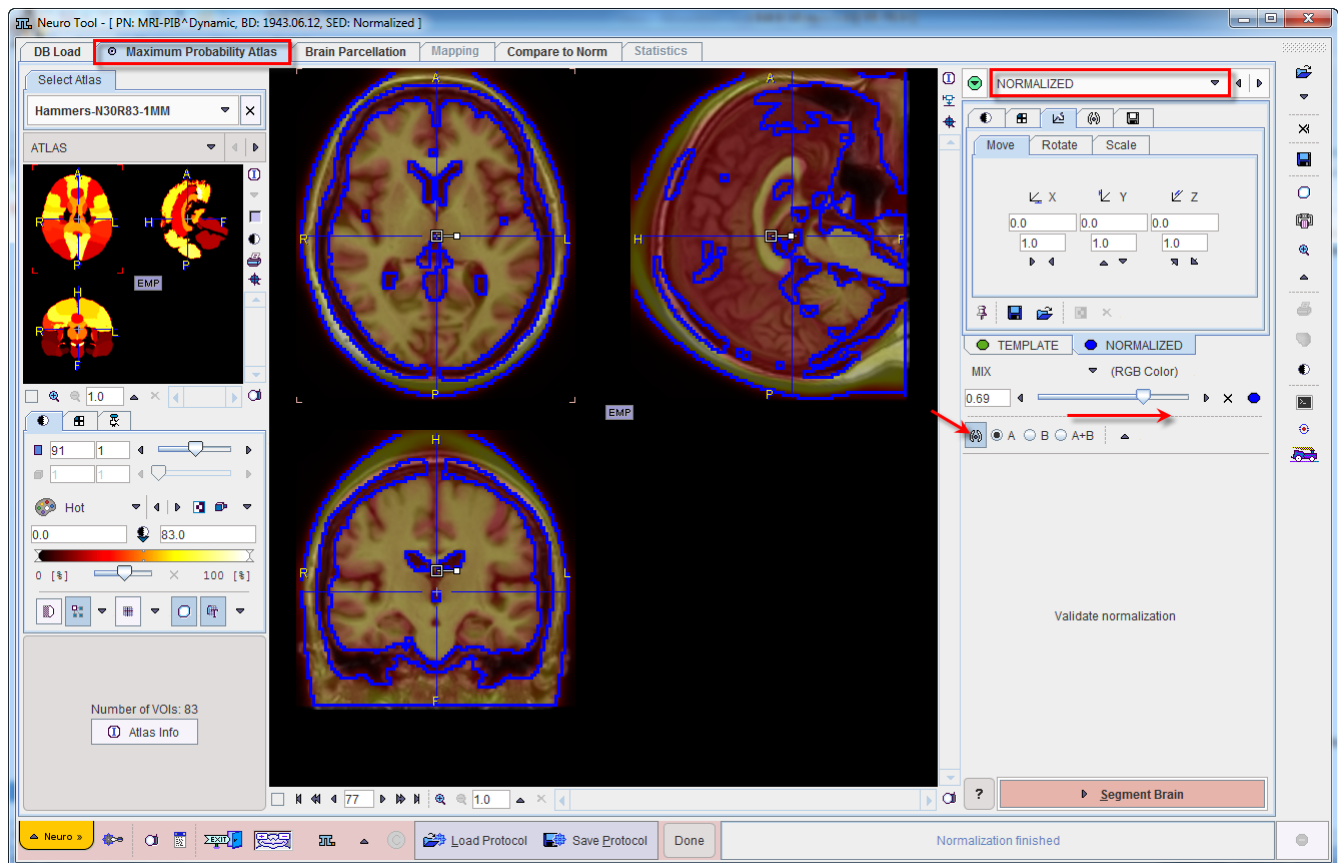 Neuro Tool - [ PN: MRI-PIB^Dynamic, BD: 1943.06.12, SED: Normalized ]
DB Load Maximum Probability Atlas Brain Parcellation Mapping Compare to Norm Statistics
Select Atlas
Hammers-N30R83-1MM
ATLAS
A A
R L H F
P P
EMP
H
R L
F
1.0
91 1
1 1
Hot
0.0 83.0
0 [%] 100 [%]
Number of VOIs: 83
Atlas Info
A A
R L H F
P P
EMP
H
R L
F
77 1.0
NORMALIZED
Move Rotate Scale
X Y Z
0.0 0.0 0.0
1.0 1.0 1.0
TEMPLATE NORMALIZED
MIX (RGB Color)
0.69
A B A+B
Validate normalization
? Segment Brain
Neuro » EXIT Load Protocol Save Protocol Done Normalization finished